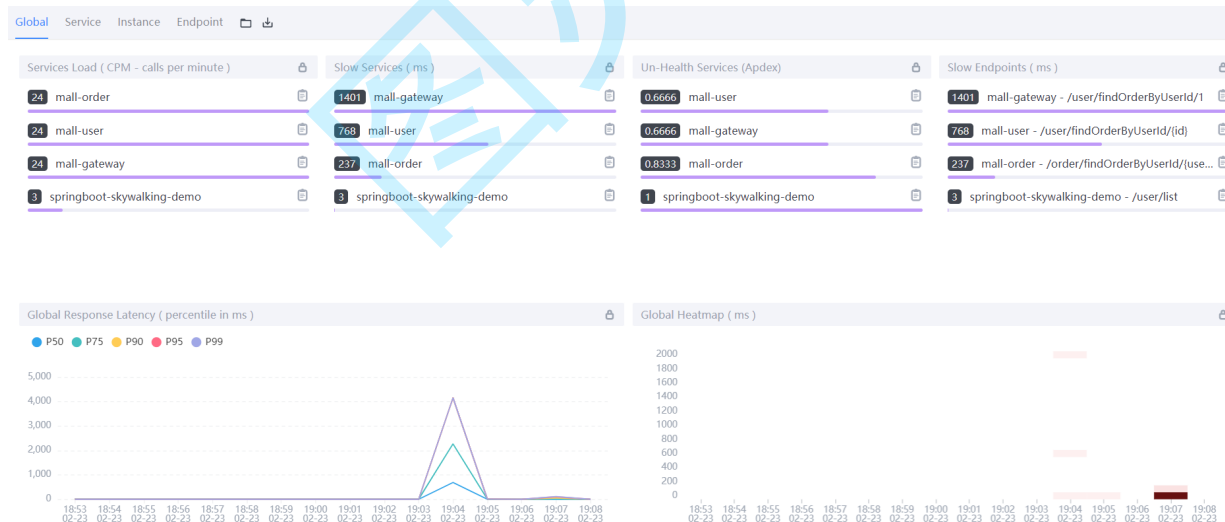 Global Service Instance Endpoint
Services Load ( CPM - calls per minute )
24 mall-order
24 mall-user
24 mall-gateway
3 springboot-skywalking-demo
Slow Services ( ms )
1401 mall-gateway
768 mall-user
237 mall-order
3 springboot-skywalking-demo
Un-Health Services (Apdex)
0.6666 mall-user
0.6666 mall-gateway
0.8333 mall-order
1 springboot-skywalking-demo
Slow Endpoints ( ms )
1401 mall-gateway - /user/findOrderByUserId/1
768 mall-user - /user/findOrderByUserId/{id}
237 mall-order - /order/findOrderByUserId/{use...
3 springboot-skywalking-demo - /user/list
Global Response Latency ( percentile in ms )
P50 P75 P90 P95 P99
5,000
4,000
3,000
2,000
1,000
0
18:53 18:54 18:55 18:56 18:57 18:58 18:59 19:00 19:01 19:02 19:03 19:04 19:05 19:06 19:07 19:08
02-23 02-23 02-23 02-23 02-23 02-23 02-23 02-23 02-23 02-23 02-23 02-23 02-23 02-23 02-23 02-23
Global Heatmap ( ms )
2000
1800
1600
1400
1200
1000
800
600
400
200
0
18:53 18:54 18:55 18:56 18:57 18:58 18:59 19:00 19:01 19:02 19:03 19:04 19:05 19:06 19:07 19:08
02-23 02-23 02-23 02-23 02-23 02-23 02-23 02-23 02-23 02-23 02-23 02-23 02-23 02-23 02-23 02-23